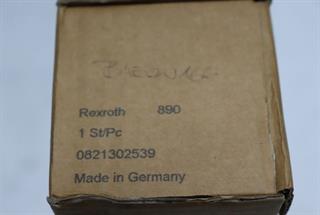 Rexroth 890
1 St/Pc
0821302539
Made in Germany